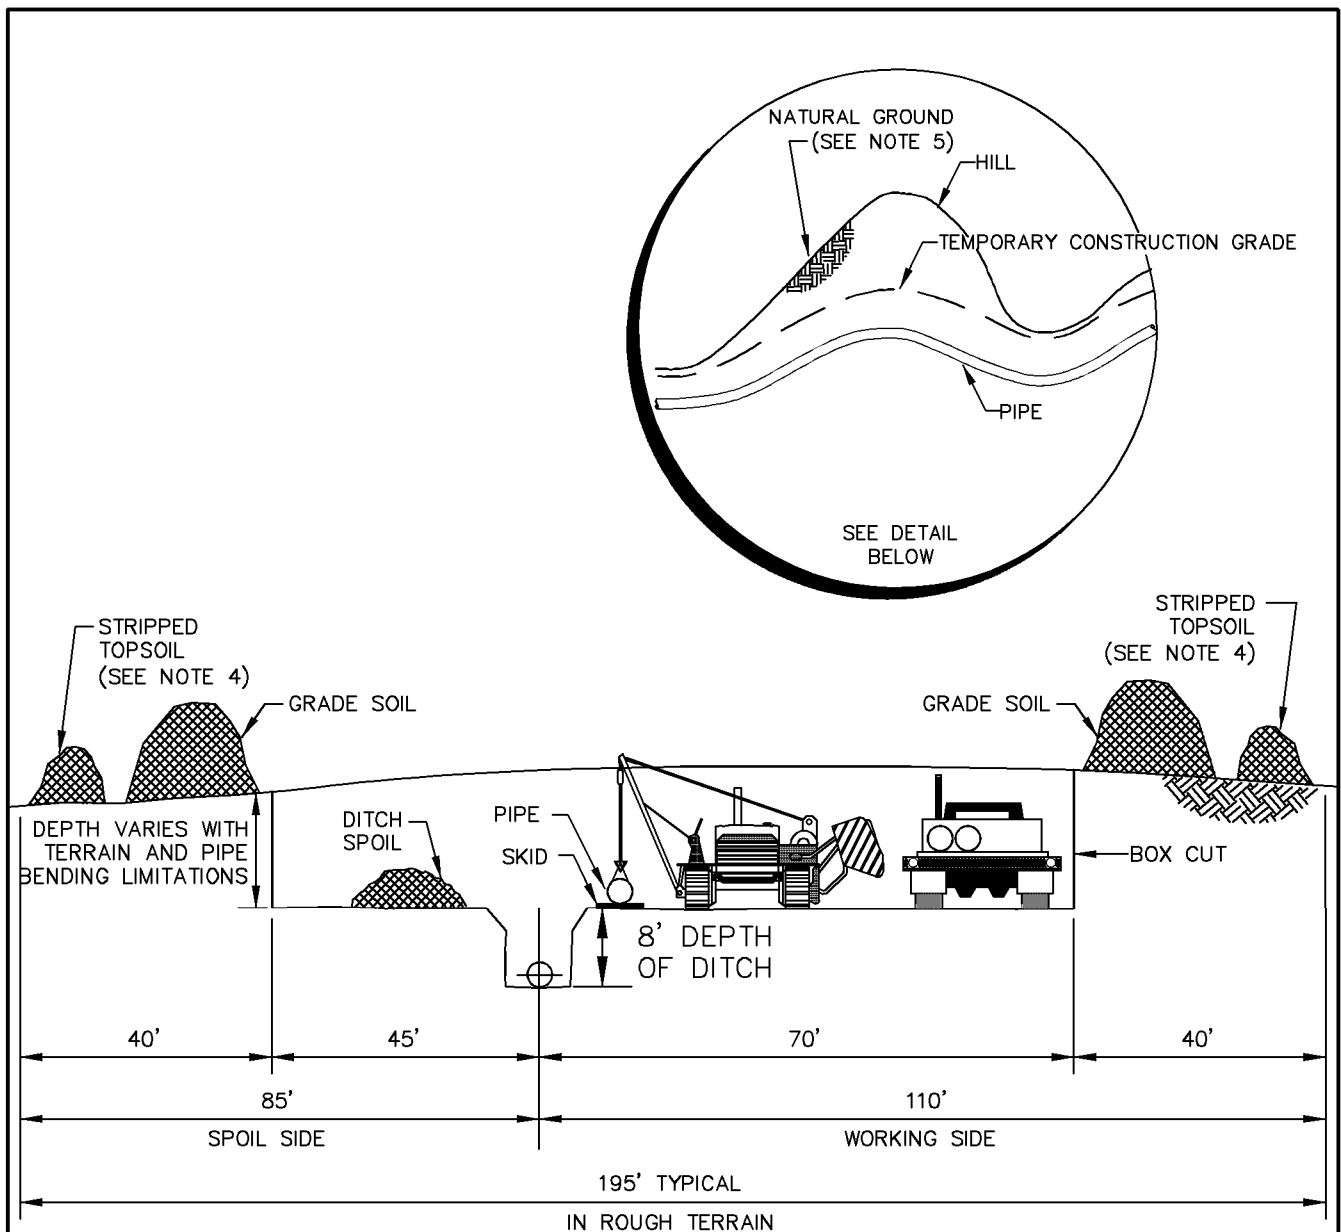 NATURAL GROUND
(SEE NOTE 5)
HILL
TEMPORARY CONSTRUCTION GRADE
PIPE
SEE DETAIL
BELOW
STRIPPED
TOPSOIL
(SEE NOTE 4)
GRADE SOIL
STRIPPED
TOPSOIL
(SEE NOTE 4)
GRADE SOIL
DEPTH VARIES WITH
TERRAIN AND PIPE
BENDING LIMITATIONS
DITCH
SPOIL
PIPE
SKID
BOX CUT
8' DEPTH
OF DITCH
40'
45'
70'
40'
85'
110'
SPOIL SIDE
WORKING SIDE
195' TYPICAL
IN ROUGH TERRAIN